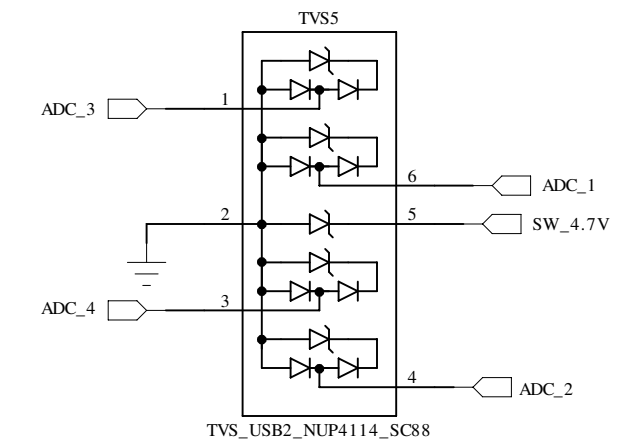 TVS5
ADC_3 1
6 ADC_1
2 5 SW_4.7V
ADC_4 3
4 ADC_2
TVS_USB2_NUP4114_SC88